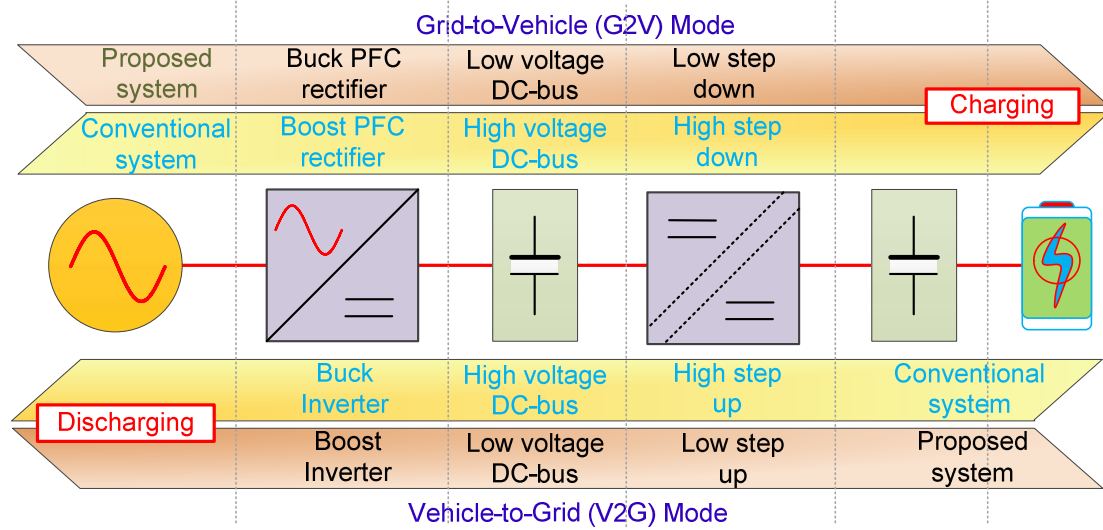 Grid-to-Vehicle (G2V) Mode
Proposed system
Buck PFC rectifier
Low voltage DC-bus
Low step down
Charging
Conventional system
Boost PFC rectifier
High voltage DC-bus
High step down
Buck Inverter
High voltage DC-bus
High step up
Conventional system
Discharging
Boost Inverter
Low voltage DC-bus
Low step up
Proposed system
Vehicle-to-Grid (V2G) Mode